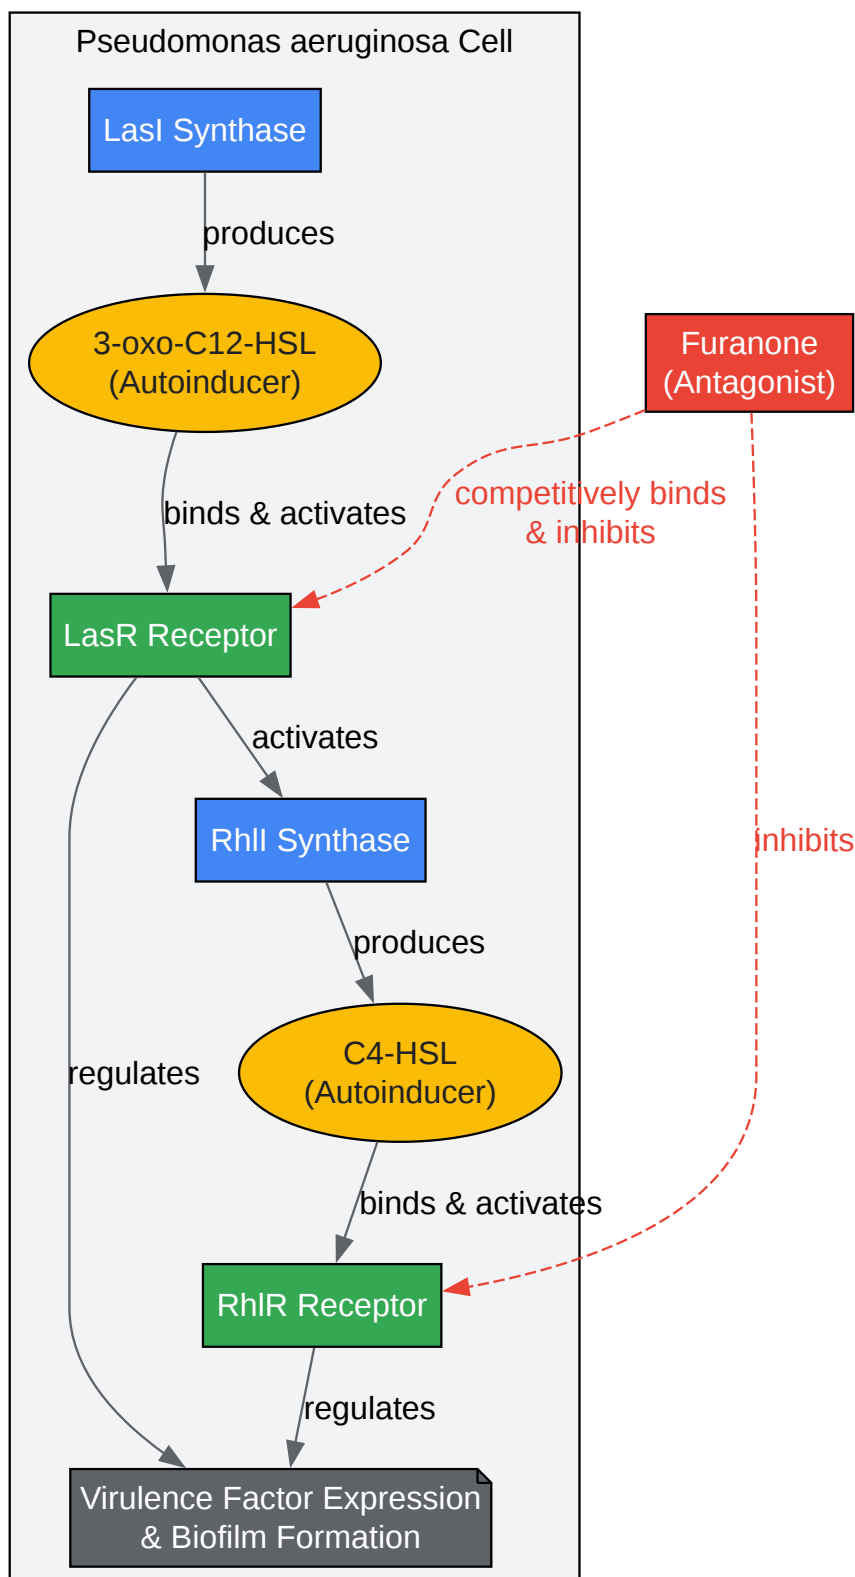 Pseudomonas aeruginosa Cell
LasI Synthase
produces
3-oxo-C12-HSL
(Autoinducer)
Furanone
(Antagonist)
binds & activates
competitively binds
& inhibits
LasR Receptor
activates
RhlI Synthase
inhibits
produces
C4-HSL
(Autoinducer)
regulates
binds & activates
RhlR Receptor
regulates
Virulence Factor Expression
& Biofilm Formation